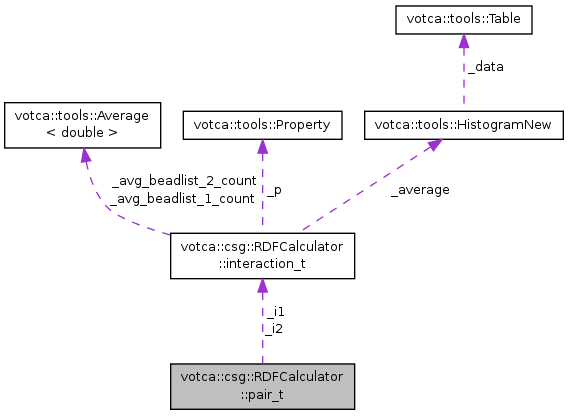 votca::tools::Table
_data
votca::tools::Average
< double >
votca::tools::Property
votca::tools::HistogramNew
_avg_beadlist_2_count
_avg_beadlist_1_count
_p
_average
votca::csg::RDFCalculator
::interaction_t
_i1
_i2
votca::csg::RDFCalculator
::pair_t